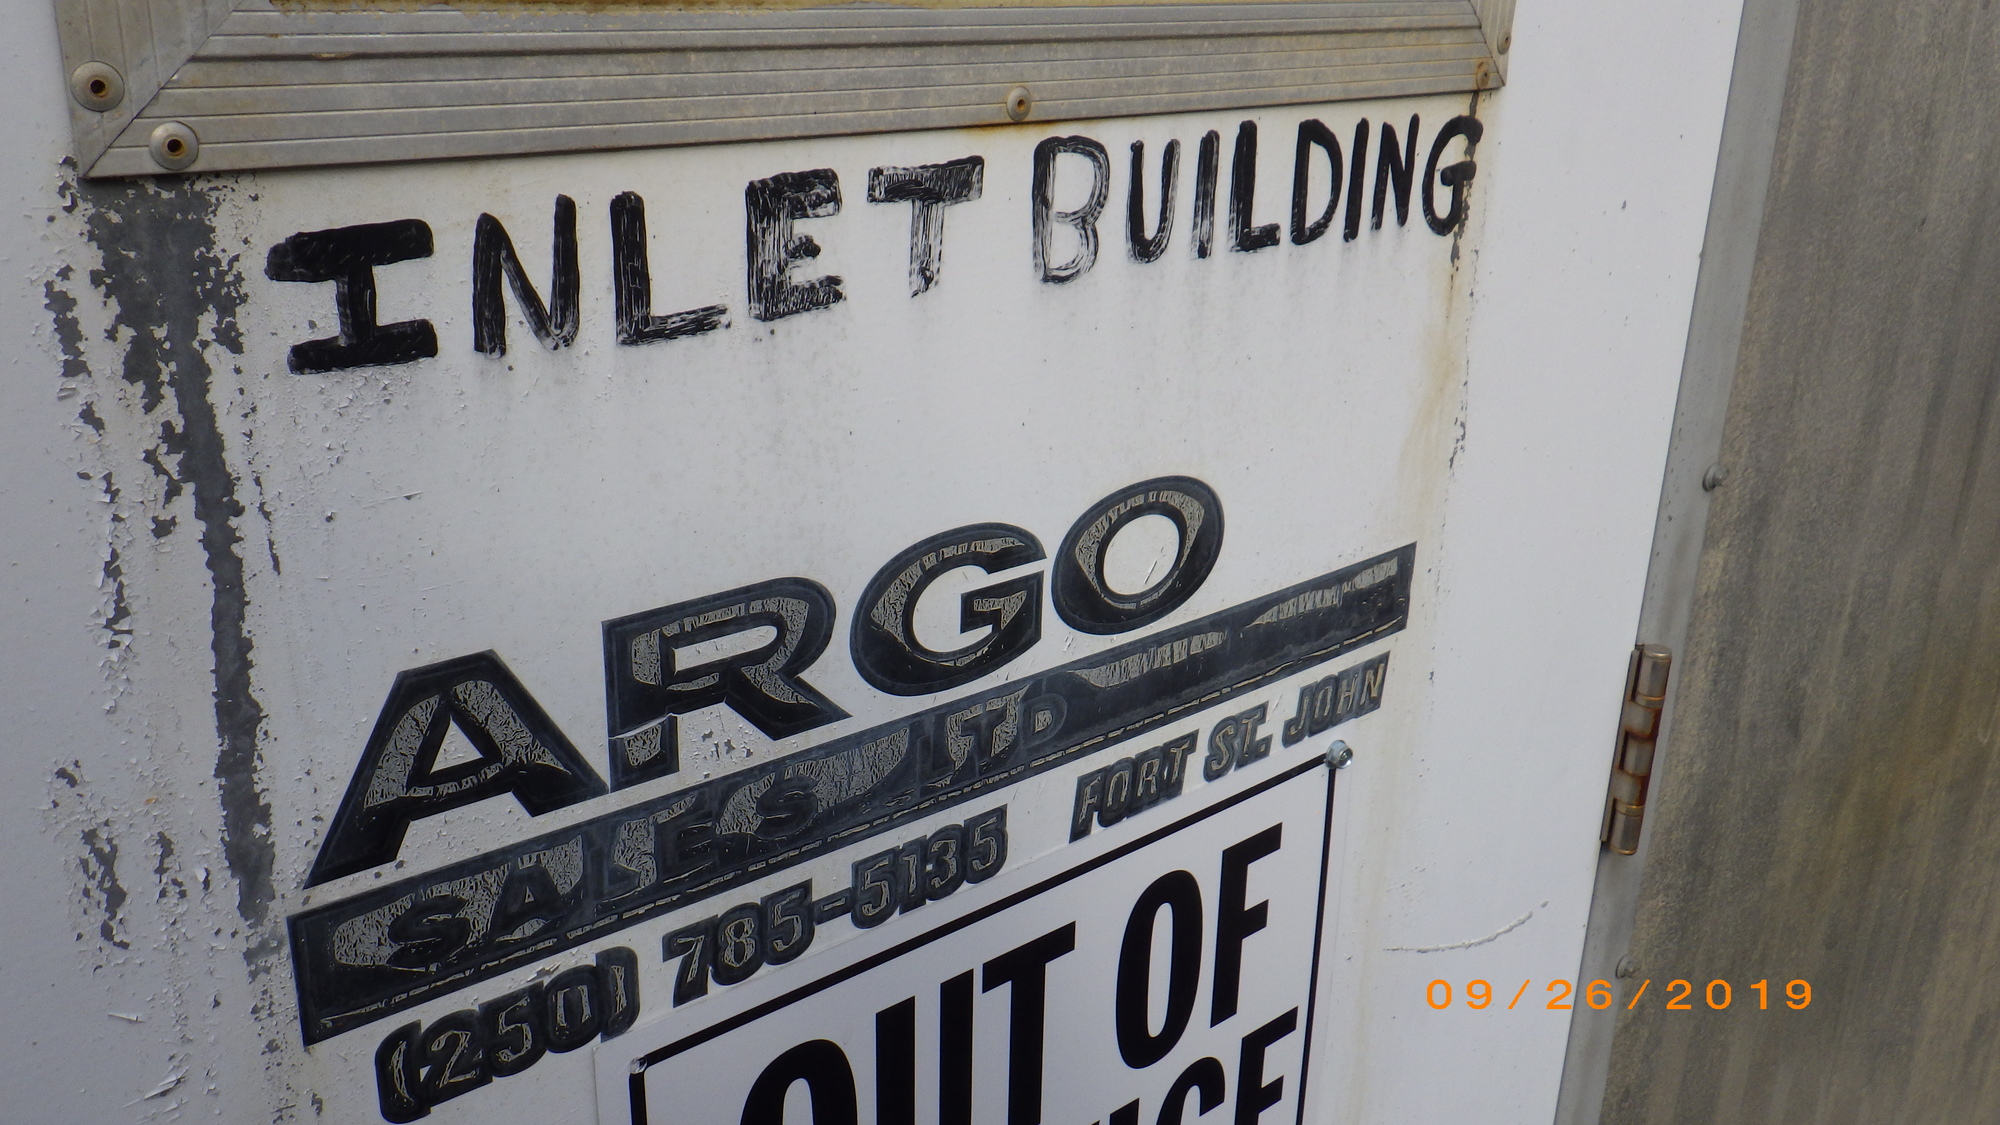 INLET BUILDING
ARGO
SALES LTD
(250) 785-5135 FORT ST. JOHN
OUT OF
09/26/2019